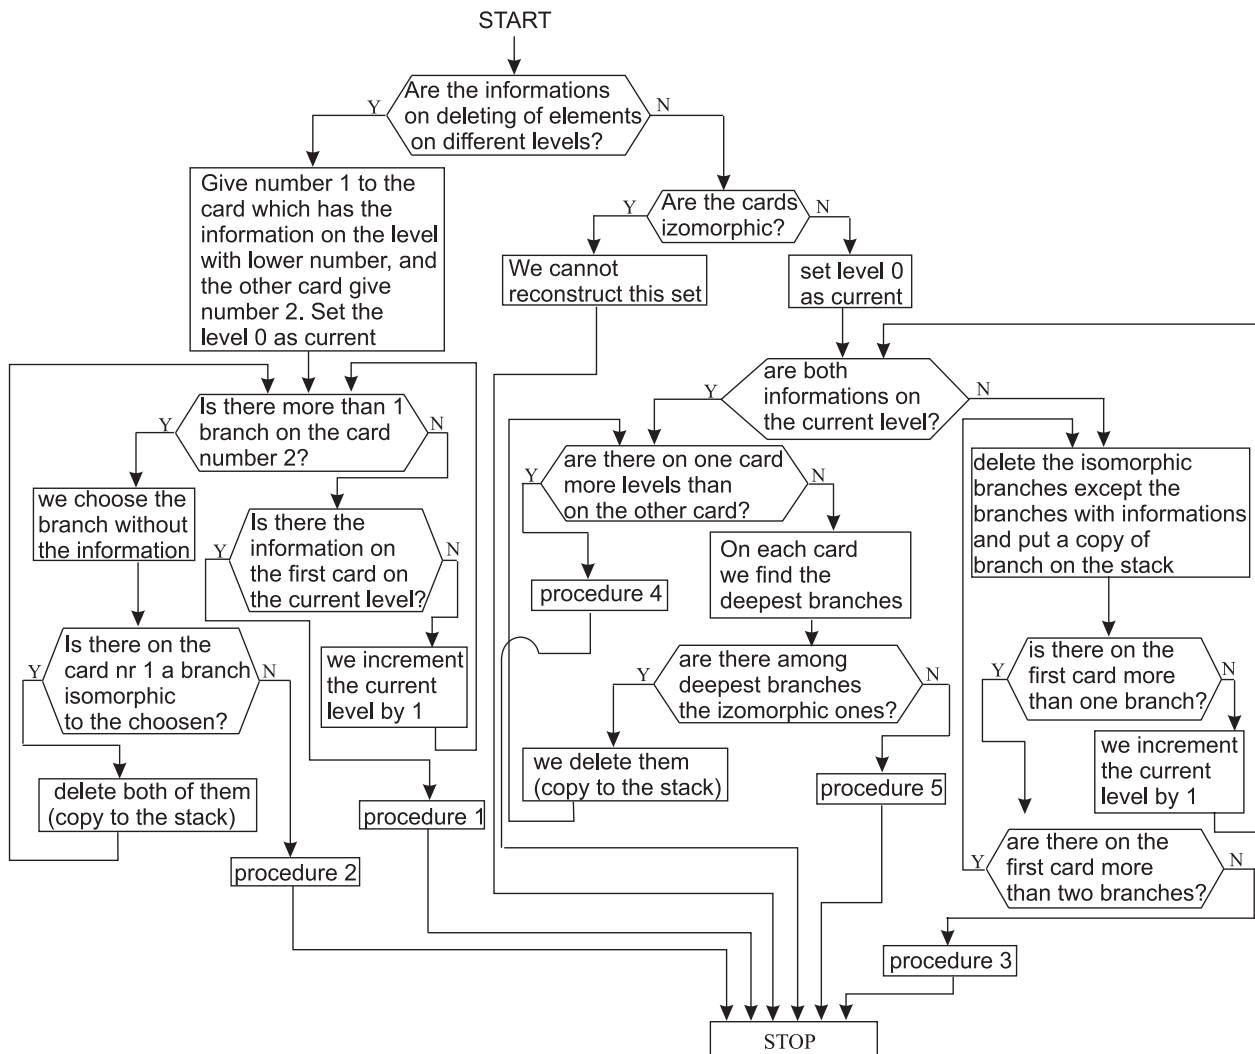 START
Are the informations
on deleting of elements
on different levels?
Y
N
Give number 1 to the
card which has the
information on the level
with lower number, and
the other card give
number 2. Set the
level 0 as current
Are the cards
izomorphic?
Y
N
We cannot
reconstruct this set
set level 0
as current
are both
informations on
the current level?
Y
N
Is there more than 1
branch on the card
number 2?
Y
N
we choose the
branch without
the information
Is there the
information on
the first card on
the current level?
Y
N
are there on one card
more levels than
on the other card?
Y
N
delete the isomorphic
branches except the
branches with informations
and put a copy of
branch on the stack
On each card
we find the
deepest branches
procedure 4
Is there on the
card nr 1 a branch
isomorphic
to the choosen?
Y
N
we increment
the current
level by 1
are there among
deepest branches
the izomorphic ones?
Y
N
is there on the
first card more
than one branch?
Y
N
we increment
the current
level by 1
delete both of them
(copy to the stack)
we delete them
(copy to the stack)
procedure 5
procedure 1
procedure 2
are there on the
first card more
than two branches?
Y
N
procedure 3
STOP